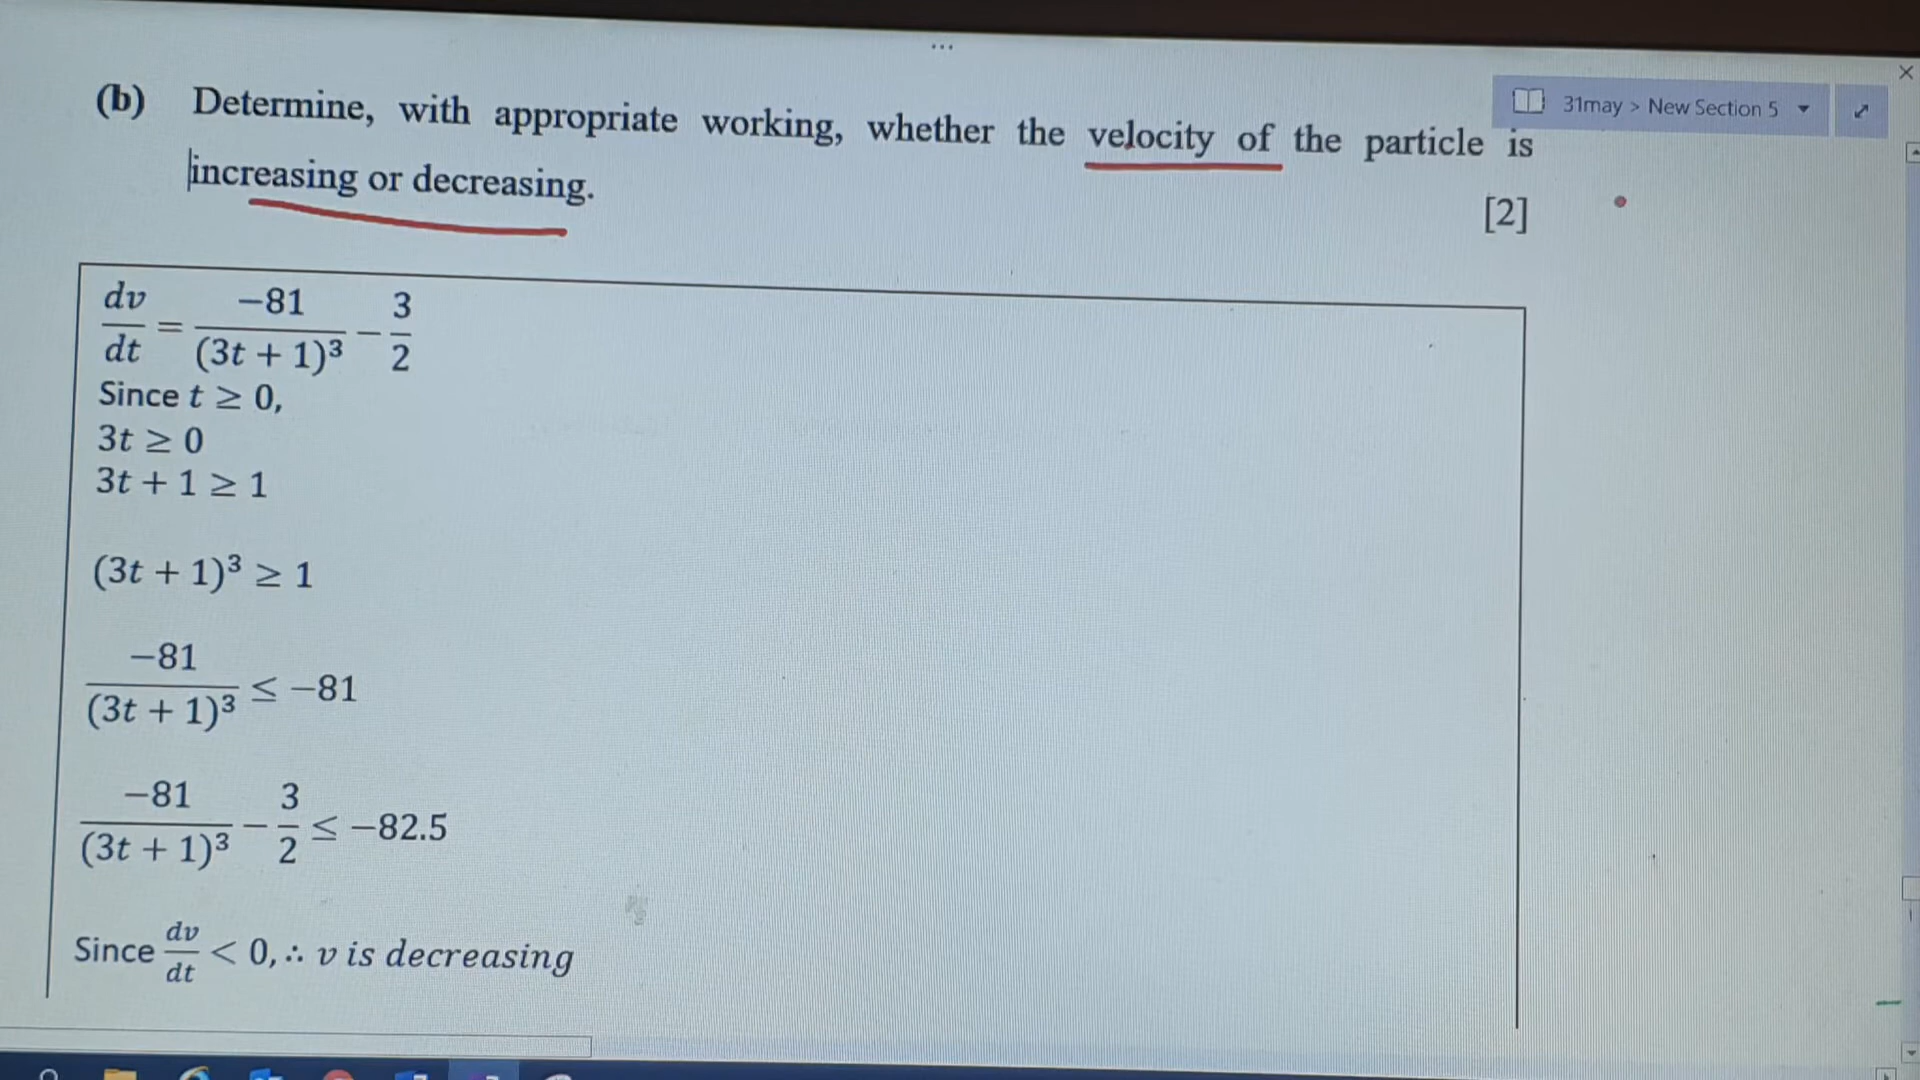 ...
31may > New Section 5
(b) Determine, with appropriate working, whether the velocity of the particle is
increasing or decreasing.
[2]
dv/dt = −81/(3t + 1)³ − 3/2
Since t ≥ 0,
3t ≥ 0
3t + 1 ≥ 1
(3t + 1)³ ≥ 1
−81/(3t + 1)³ ≤ −81
−81/(3t + 1)³ − 3/2 ≤ −82.5
Since dv/dt < 0, ∴ v is decreasing